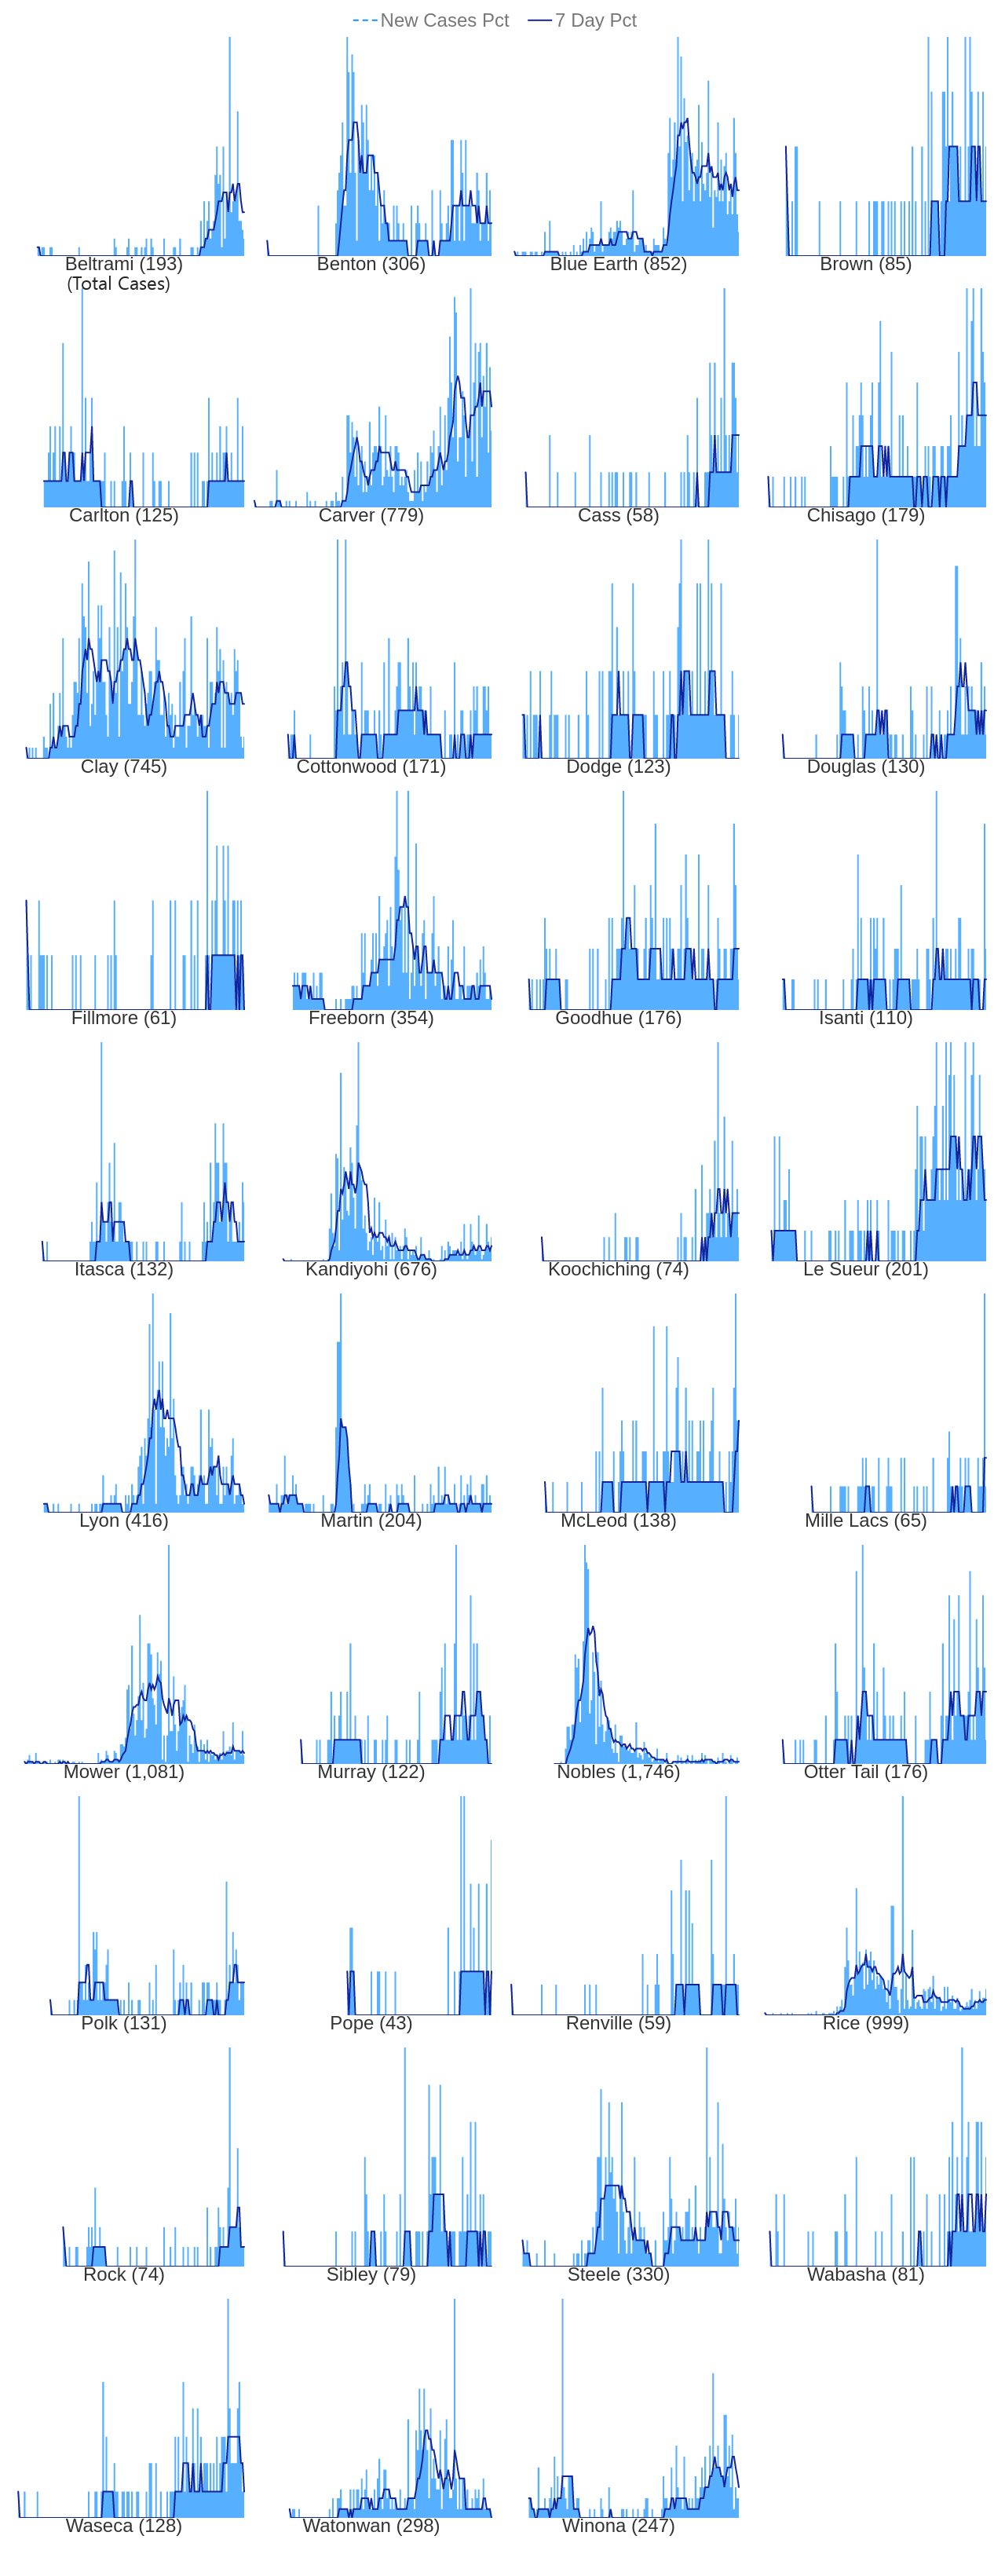 New Cases Pct 7 Day Pct
Beltrami (193) Benton (306) Blue Earth (852) Brown (85)
(Total Cases)
Carlton (125) Carver (779) Cass (58) Chisago (179)
Clay (745) Cottonwood (171) Dodge (123) Douglas (130)
Fillmore (61) Freeborn (354) Goodhue (176) Isanti (110)
Itasca (132) Kandiyohi (676) Koochiching (74) Le Sueur (201)
Lyon (416) Martin (204) McLeod (138) Mille Lacs (65)
Mower (1,081) Murray (122) Nobles (1,746) Otter Tail (176)
Polk (131) Pope (43) Renville (59) Rice (999)
Rock (74) Sibley (79) Steele (330) Wabasha (81)
Waseca (128) Watonwan (298) Winona (247)